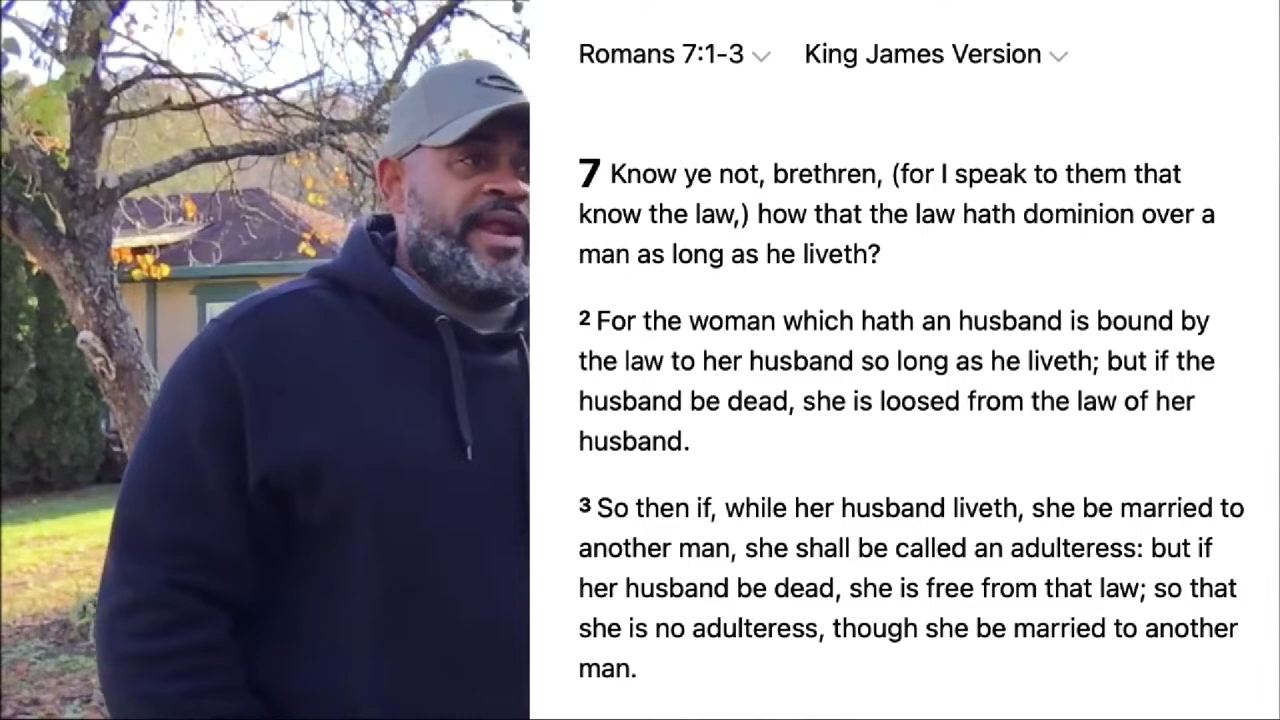 Romans 7:1-3 King James Version
7 Know ye not, brethren, (for I speak to them that
know the law,) how that the law hath dominion over a
man as long as he liveth?
2 For the woman which hath an husband is bound by
the law to her husband so long as he liveth; but if the
husband be dead, she is loosed from the law of her
husband.
3 So then if, while her husband liveth, she be married to
another man, she shall be called an adulteress: but if
her husband be dead, she is free from that law; so that
she is no adulteress, though she be married to another
man.